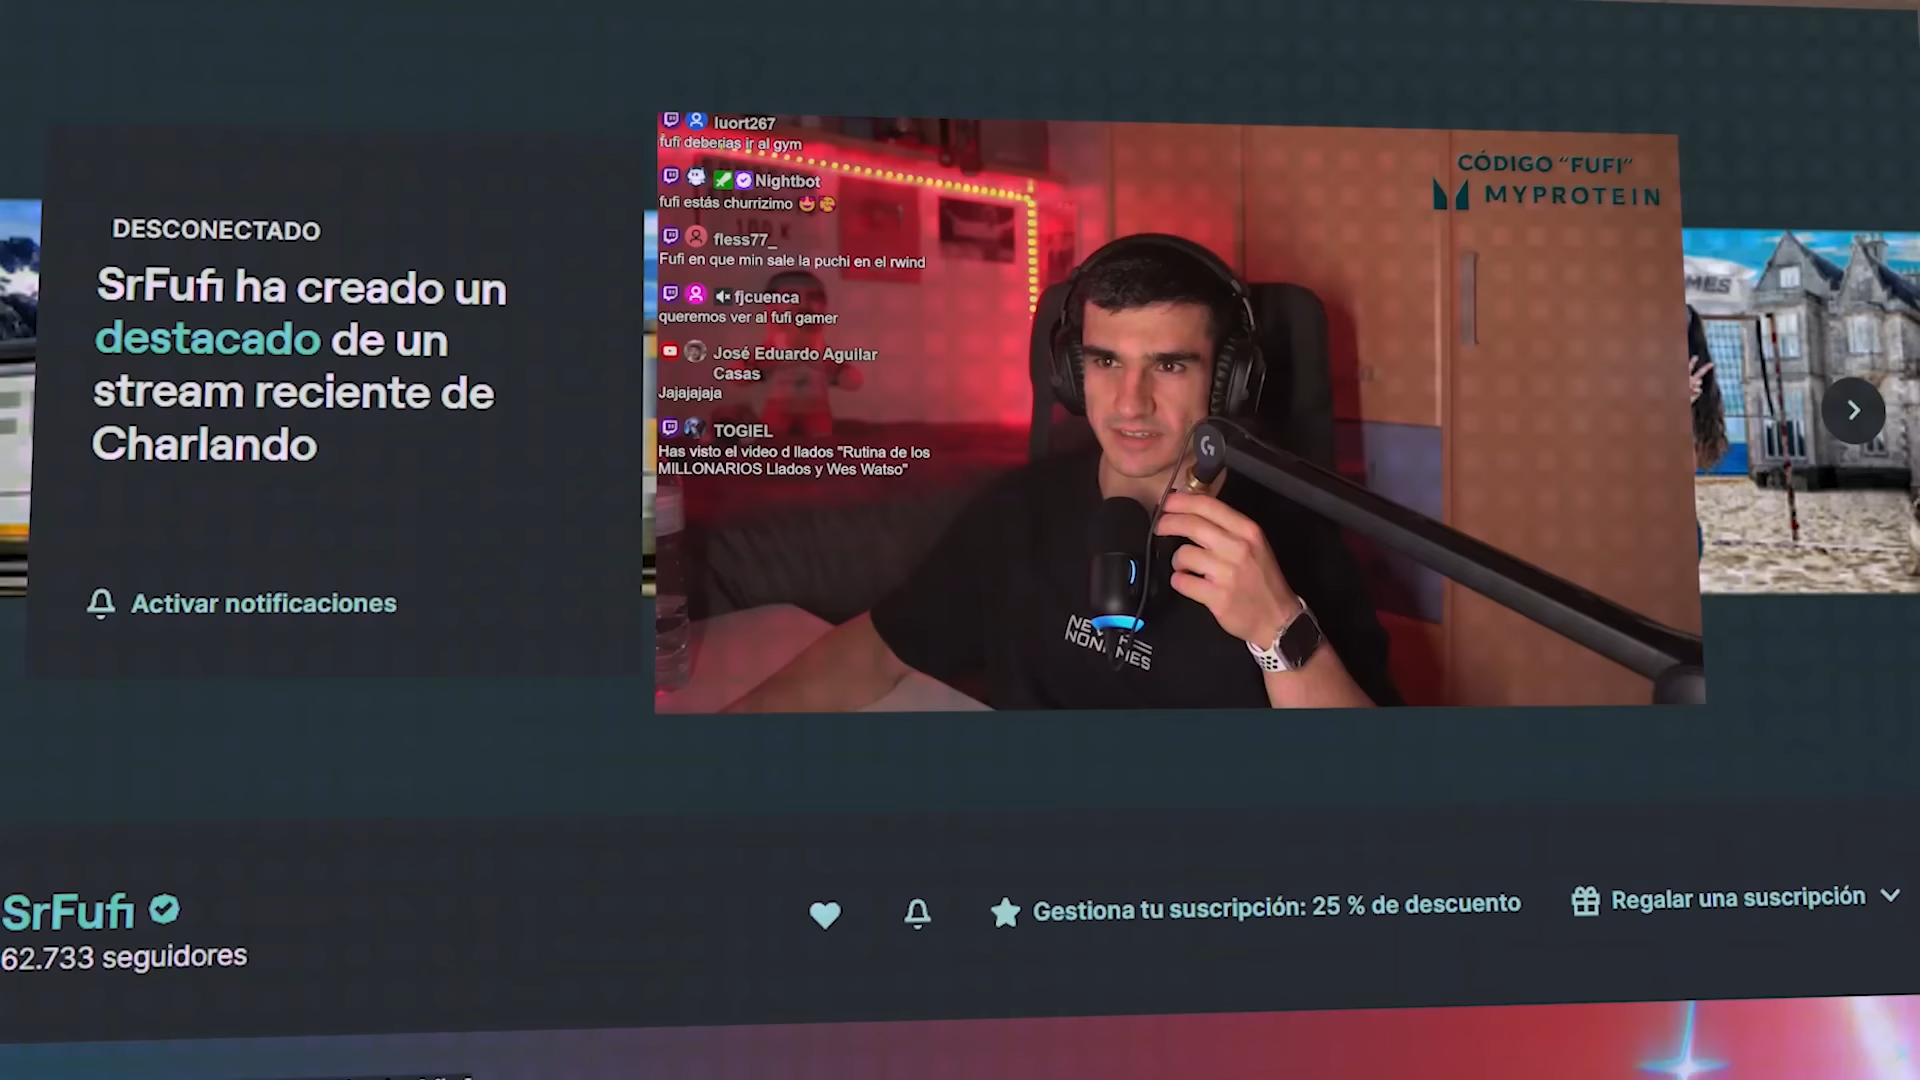 DESCONECTADO
SrFufi ha creado un
destacado de un
stream reciente de
Charlando
Activar notificaciones
luort267
fufi deberias ir al gym
Nightbot
fufi estás churrizimo
fless77_
Fufi en que min sale la puchi en el rwind
fjcuenca
queremos ver al fufi gamer
José Eduardo Aguilar
Casas
Jajajajaja
TOGIEL
Has visto el video d llados "Rutina de los
MILLONARIOS Llados y Wes Watso"
CÓDIGO "FUFI"
MYPROTEIN
SrFufi
62.733 seguidores
Gestiona tu suscripción: 25 % de descuento
Regalar una suscripción